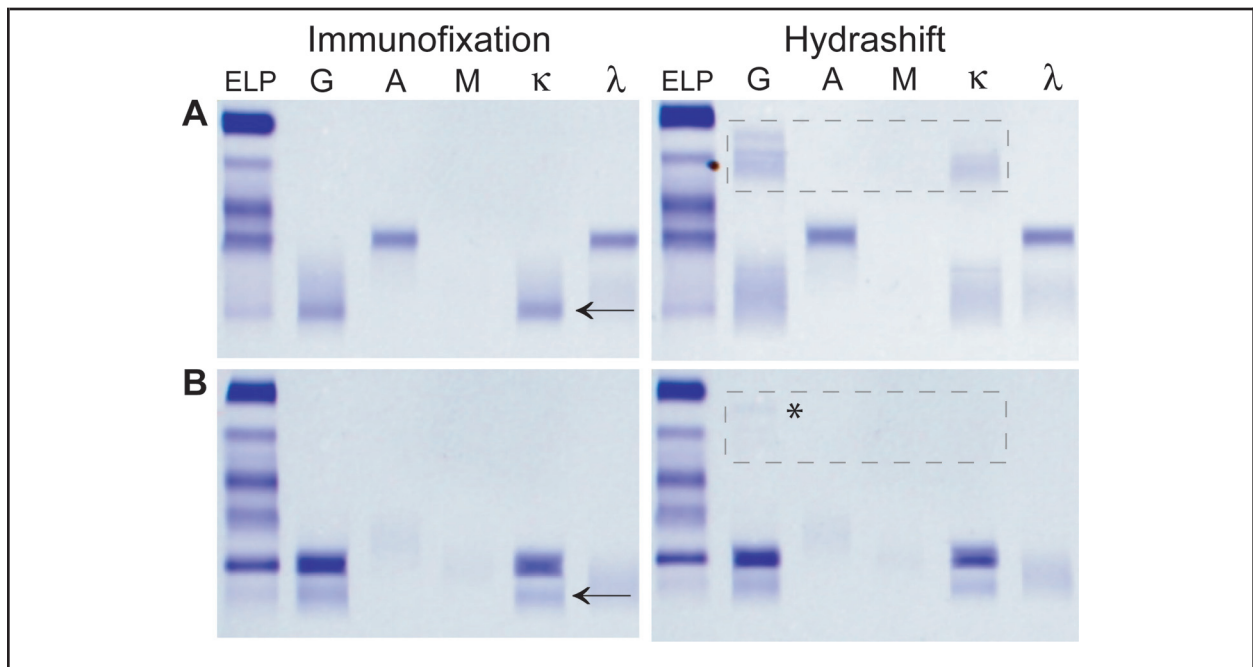 Immunofixation Hydrashift
ELP G A M κ λ ELP G A M κ λ
A
B
*